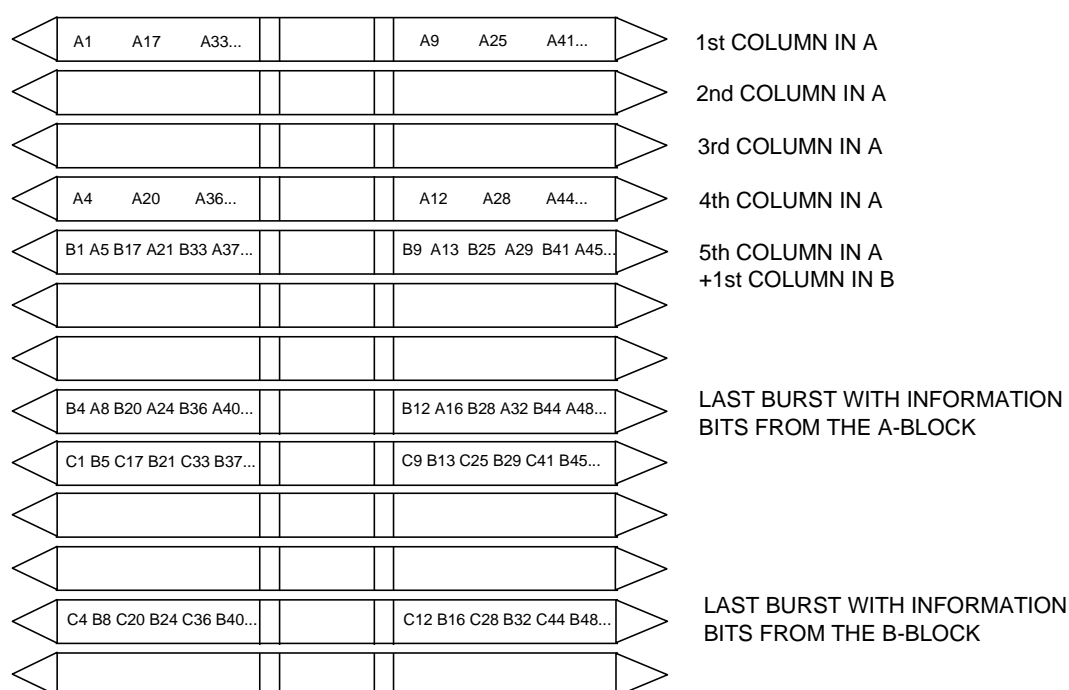 A1 A17 A33... A9 A25 A41... 1st COLUMN IN A
2nd COLUMN IN A
3rd COLUMN IN A
A4 A20 A36... A12 A28 A44... 4th COLUMN IN A
B1 A5 B17 A21 B33 A37... B9 A13 B25 A29 B41 A45... 5th COLUMN IN A
+1st COLUMN IN B
B4 A8 B20 A24 B36 A40... B12 A16 B28 A32 B44 A48... LAST BURST WITH INFORMATION
BITS FROM THE A-BLOCK
C1 B5 C17 B21 C33 B37... C9 B13 C25 B29 C41 B45...
C4 B8 C20 B24 C36 B40... C12 B16 C28 B32 C44 B48... LAST BURST WITH INFORMATION
BITS FROM THE B-BLOCK